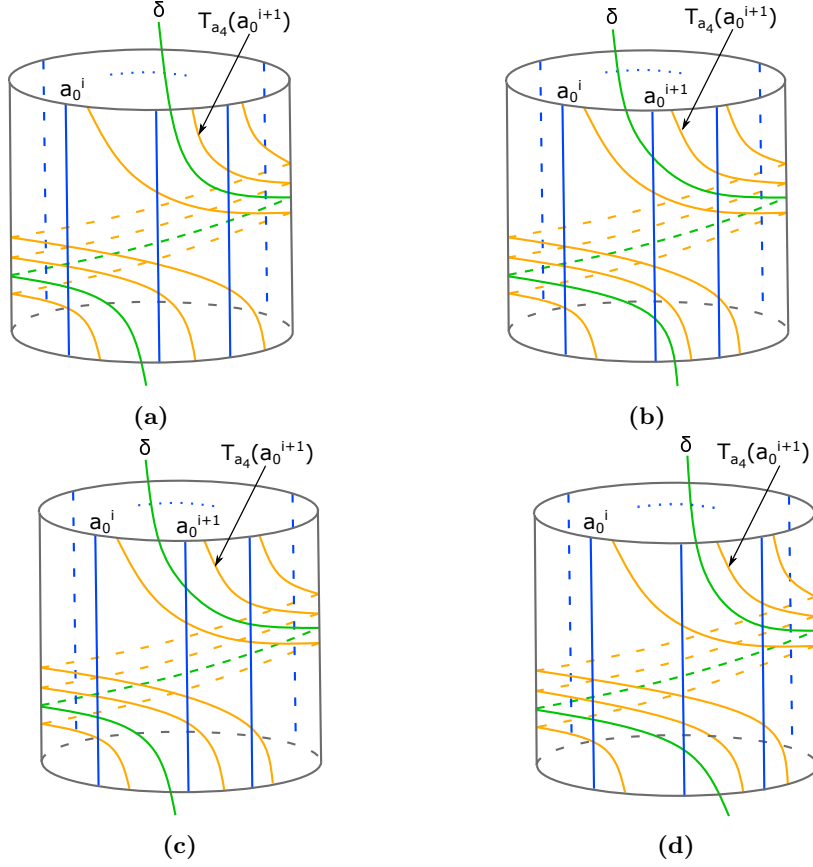 δ T_{a_4}(a_0^{i+1})
a_0^i
δ T_{a_4}(a_0^{i+1})
a_0^i a_0^{i+1}
(a)
(b)
δ T_{a_4}(a_0^{i+1})
a_0^i a_0^{i+1}
δ T_{a_4}(a_0^{i+1})
a_0^i
(c)
(d)